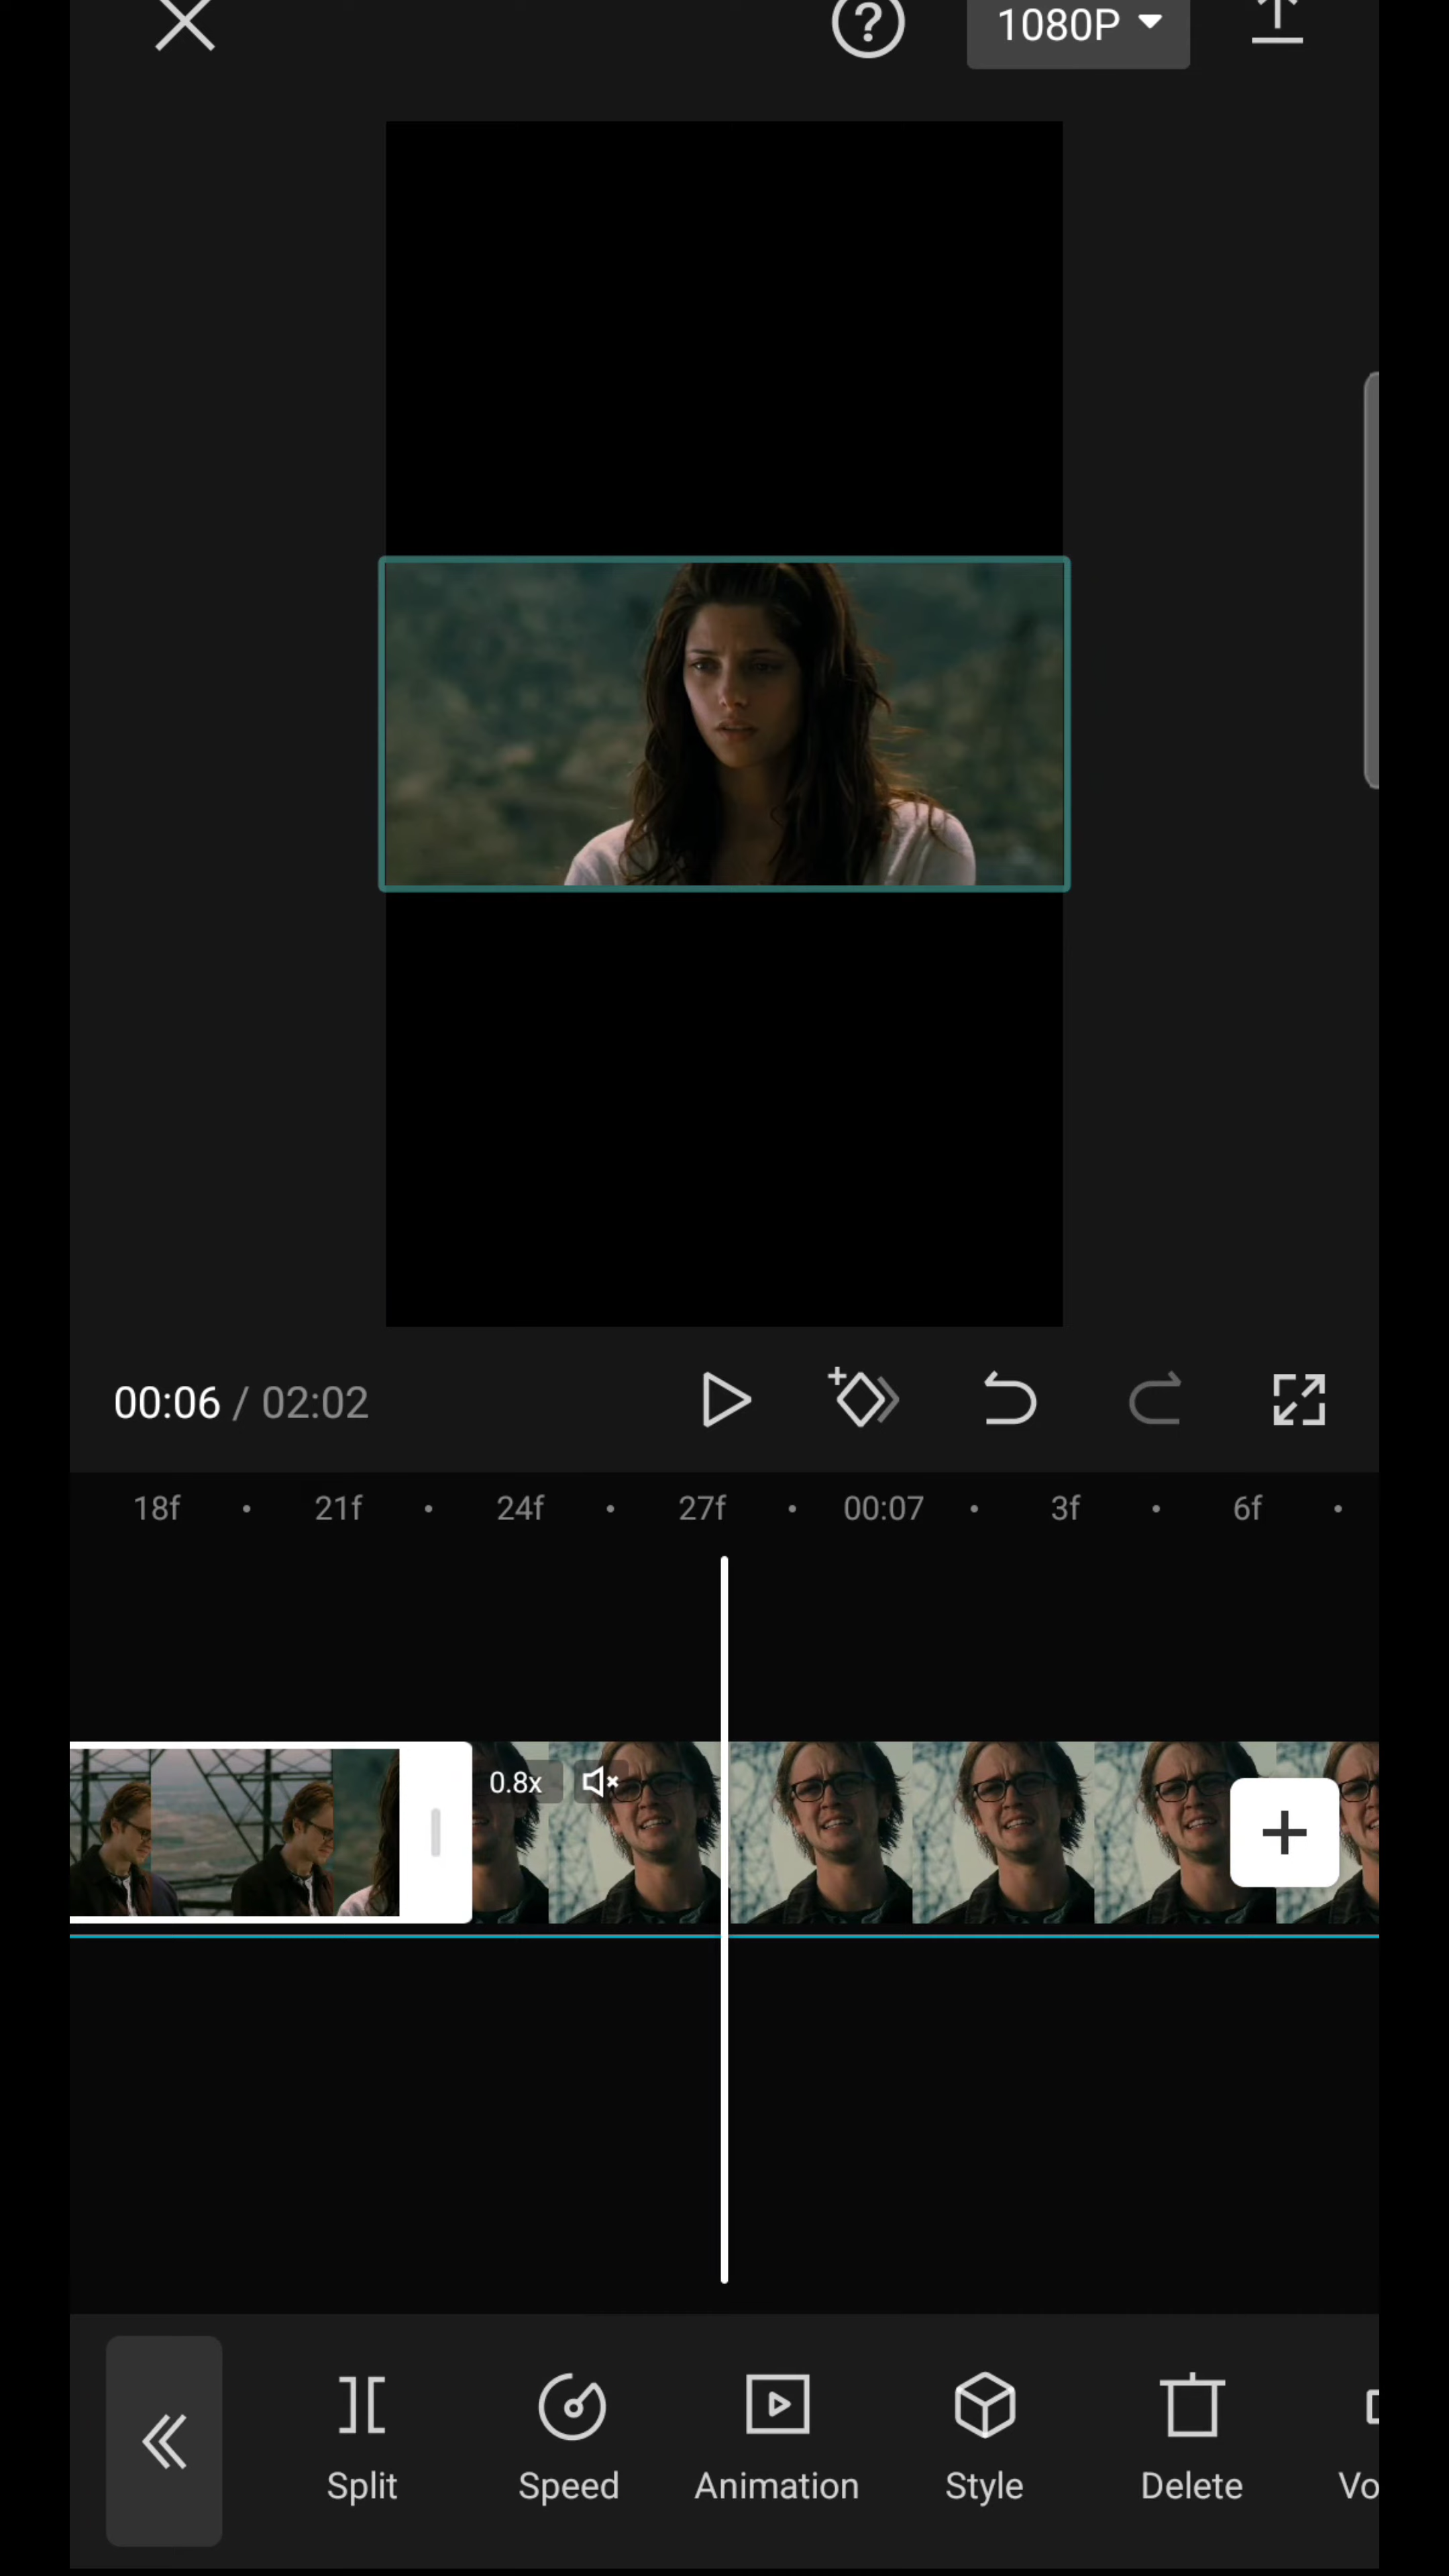 1080P
00:06 / 02:02
18f 21f 24f 27f 00:07 3f 6f
0.8x
Split Speed Animation Style Delete Vo